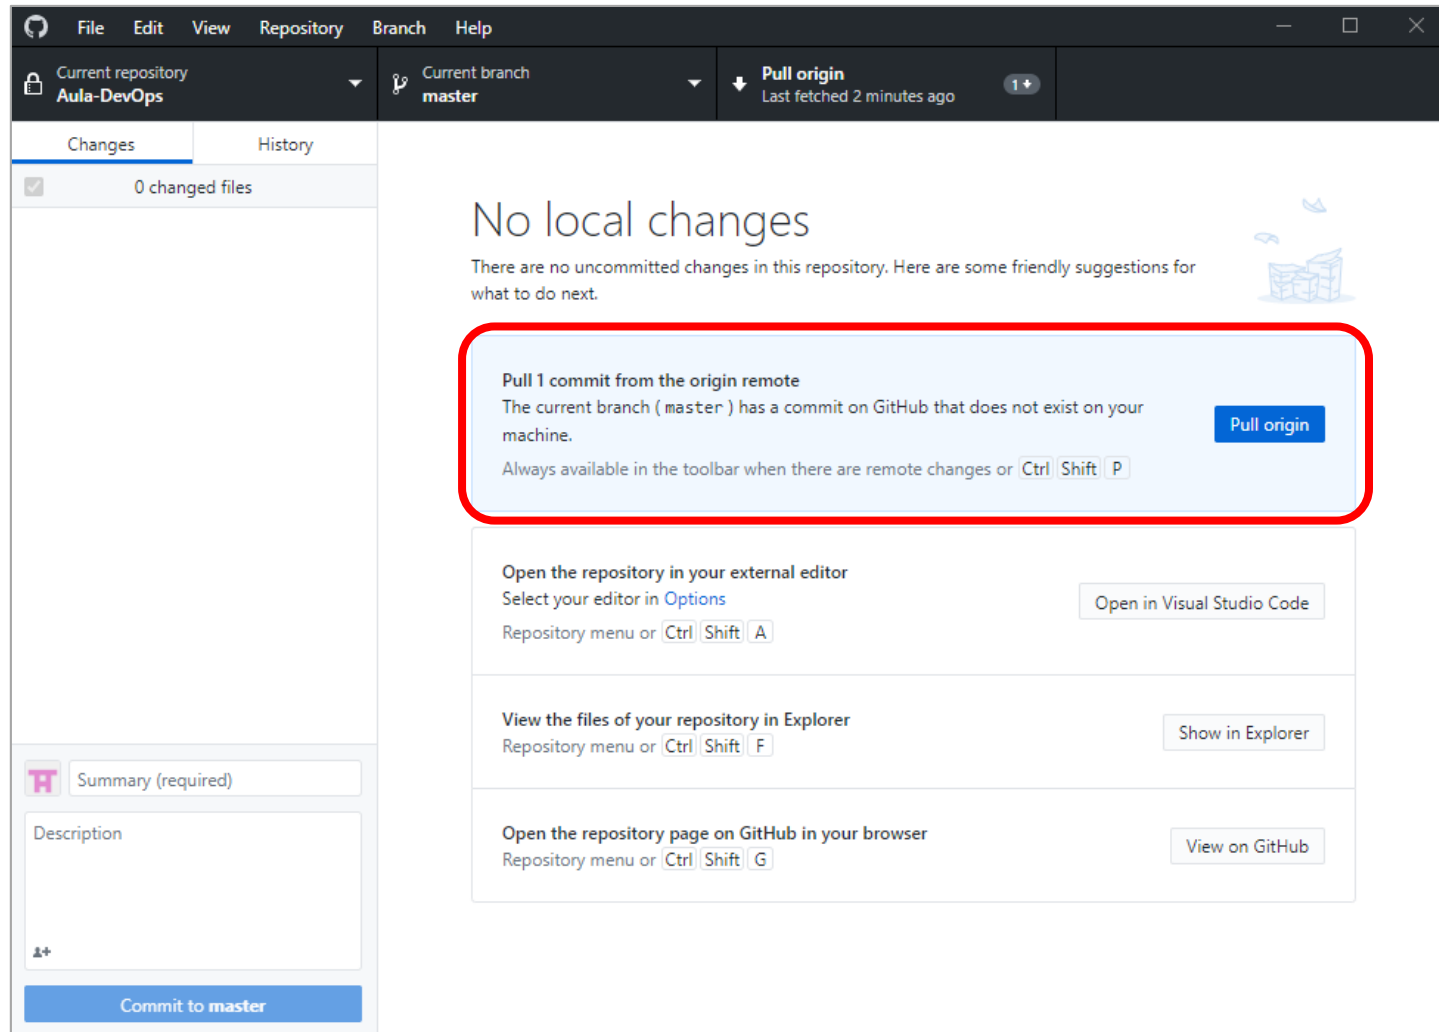 File Edit View Repository Branch Help
Current repository
Aula-DevOps
Current branch
master
Pull origin
Last fetched 2 minutes ago
1
Changes
History
0 changed files
No local changes
There are no uncommitted changes in this repository. Here are some friendly suggestions for
what to do next.
Pull 1 commit from the origin remote
The current branch ( master ) has a commit on GitHub that does not exist on your
machine.
Always available in the toolbar when there are remote changes or Ctrl Shift P
Pull origin
Open the repository in your external editor
Select your editor in Options
Repository menu or Ctrl Shift A
Open in Visual Studio Code
View the files of your repository in Explorer
Repository menu or Ctrl Shift F
Show in Explorer
Open the repository page on GitHub in your browser
Repository menu or Ctrl Shift G
View on GitHub
Summary (required)
Description
Commit to master